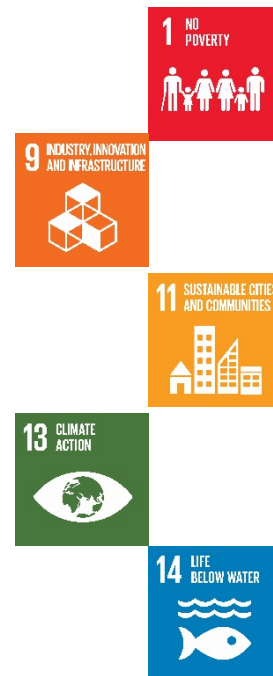 1 NO
POVERTY
9 INDUSTRY, INNOVATION
AND INFRASTRUCTURE
11 SUSTAINABLE CITIES
AND COMMUNITIES
13 CLIMATE
ACTION
14 LIFE
BELOW WATER